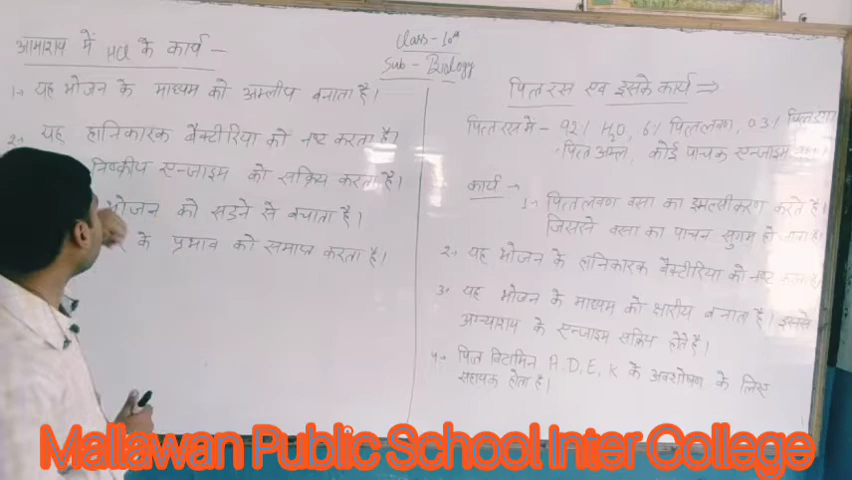 आमाशय में HCl के कार्य –
Class - 10th
Sub - Biology
1- यह भोजन के माध्यम को अम्लीय बनाता है।
2- यह हानिकारक बैक्टीरिया को नष्ट करता है।
निष्क्रीय एन्जाइम को सक्रिय करता है।
भोजन को सडने से बचाता है।
के प्रभाव को समाप्त करता है।
पित्तरस एवं इसके कार्य ⇒
पित्तरस मे - 92% H2O, 6% पित्तलवण, 0.3% पित्तरंगा
पित्त अम्ल, कोई पाचक एन्जाइम
कार्य -
1- पित्तलवण वसा का इमल्सीकरण करते है।
जिससे वसा का पाचन सुगम हो जाता है।
2- यह भोजन के हानिकारक बैक्टीरिया को नष्ट करता है।
3- यह भोजन के माध्यम को क्षारीय बनाता है। इससे
अग्न्याशय के एन्जाइम सक्रिय होते है।
4- पित्त विटामिन A, D, E, K के अवशोषण के लिए
सहायक होता है।
Mallawan Public School Inter College